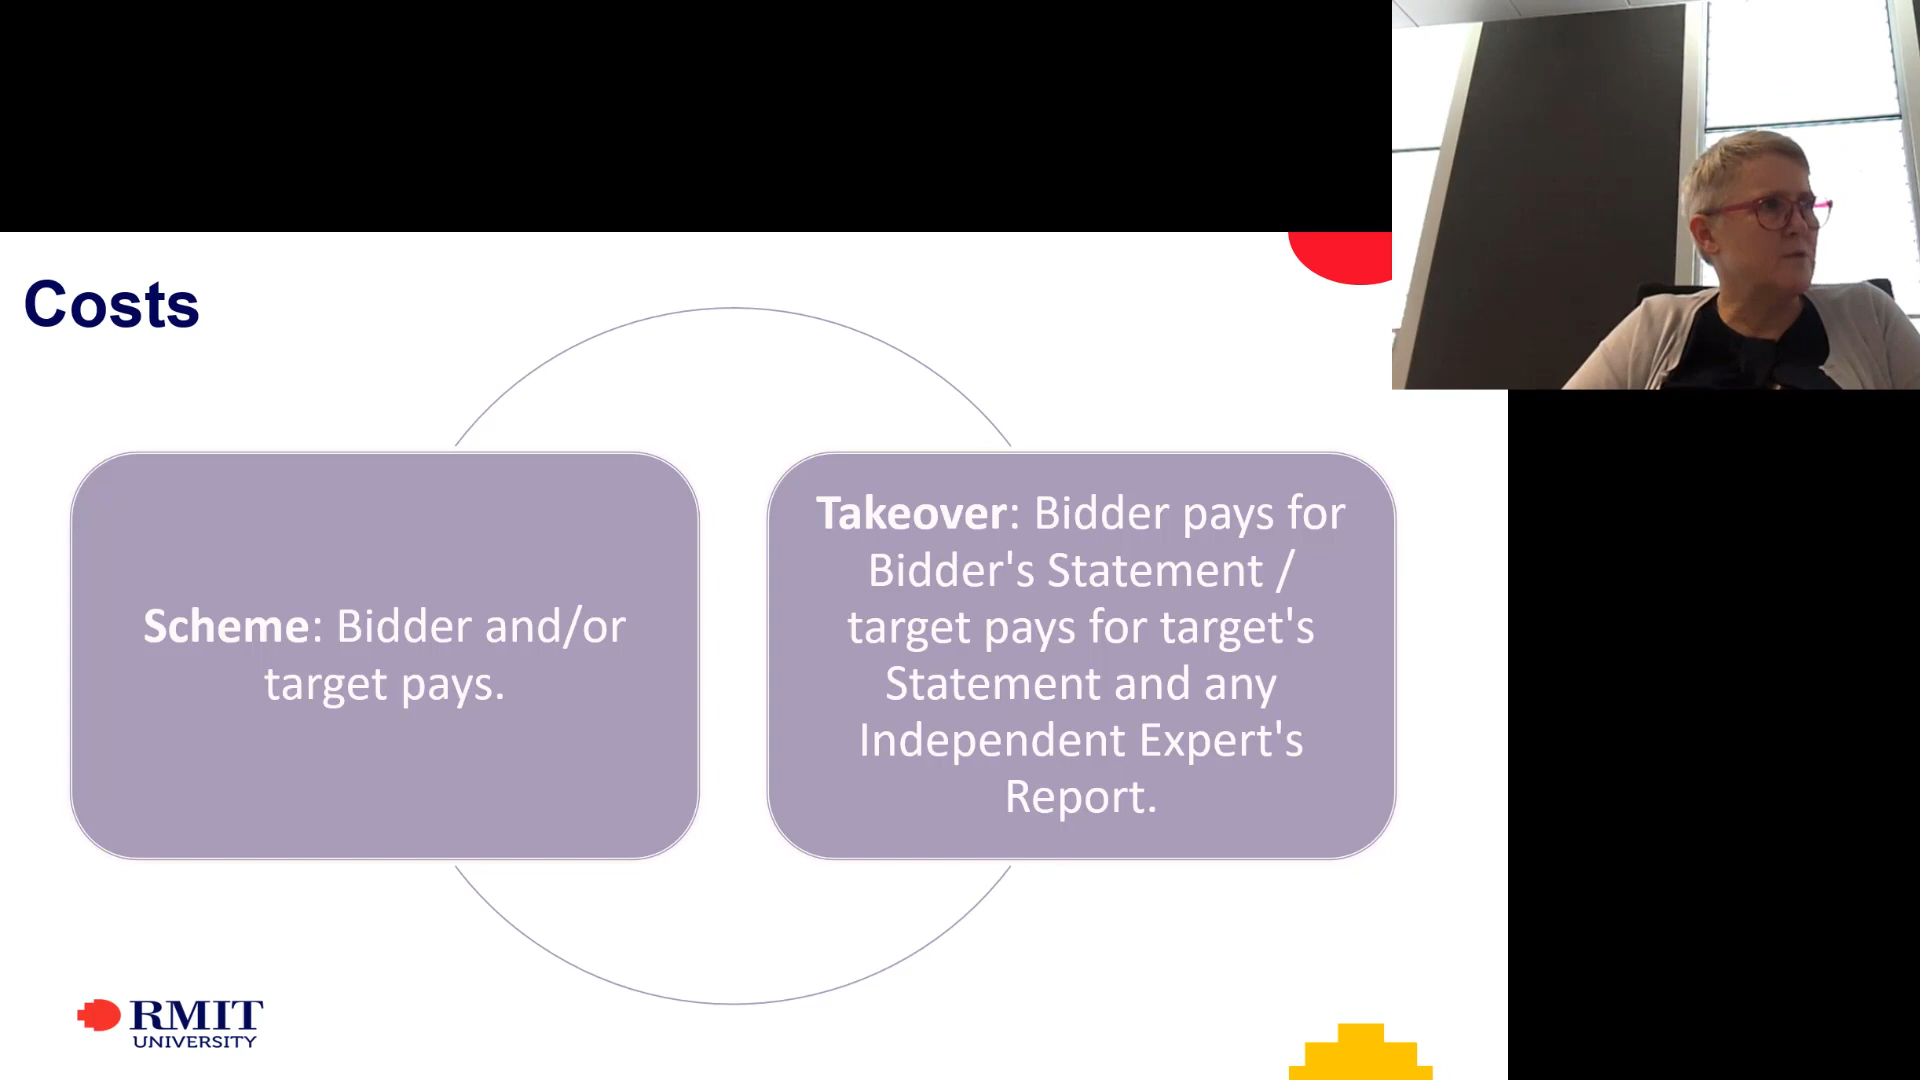 Costs
Scheme: Bidder and/or
target pays.
Takeover: Bidder pays for
Bidder's Statement /
target pays for target's
Statement and any
Independent Expert's
Report.
RMIT
UNIVERSITY